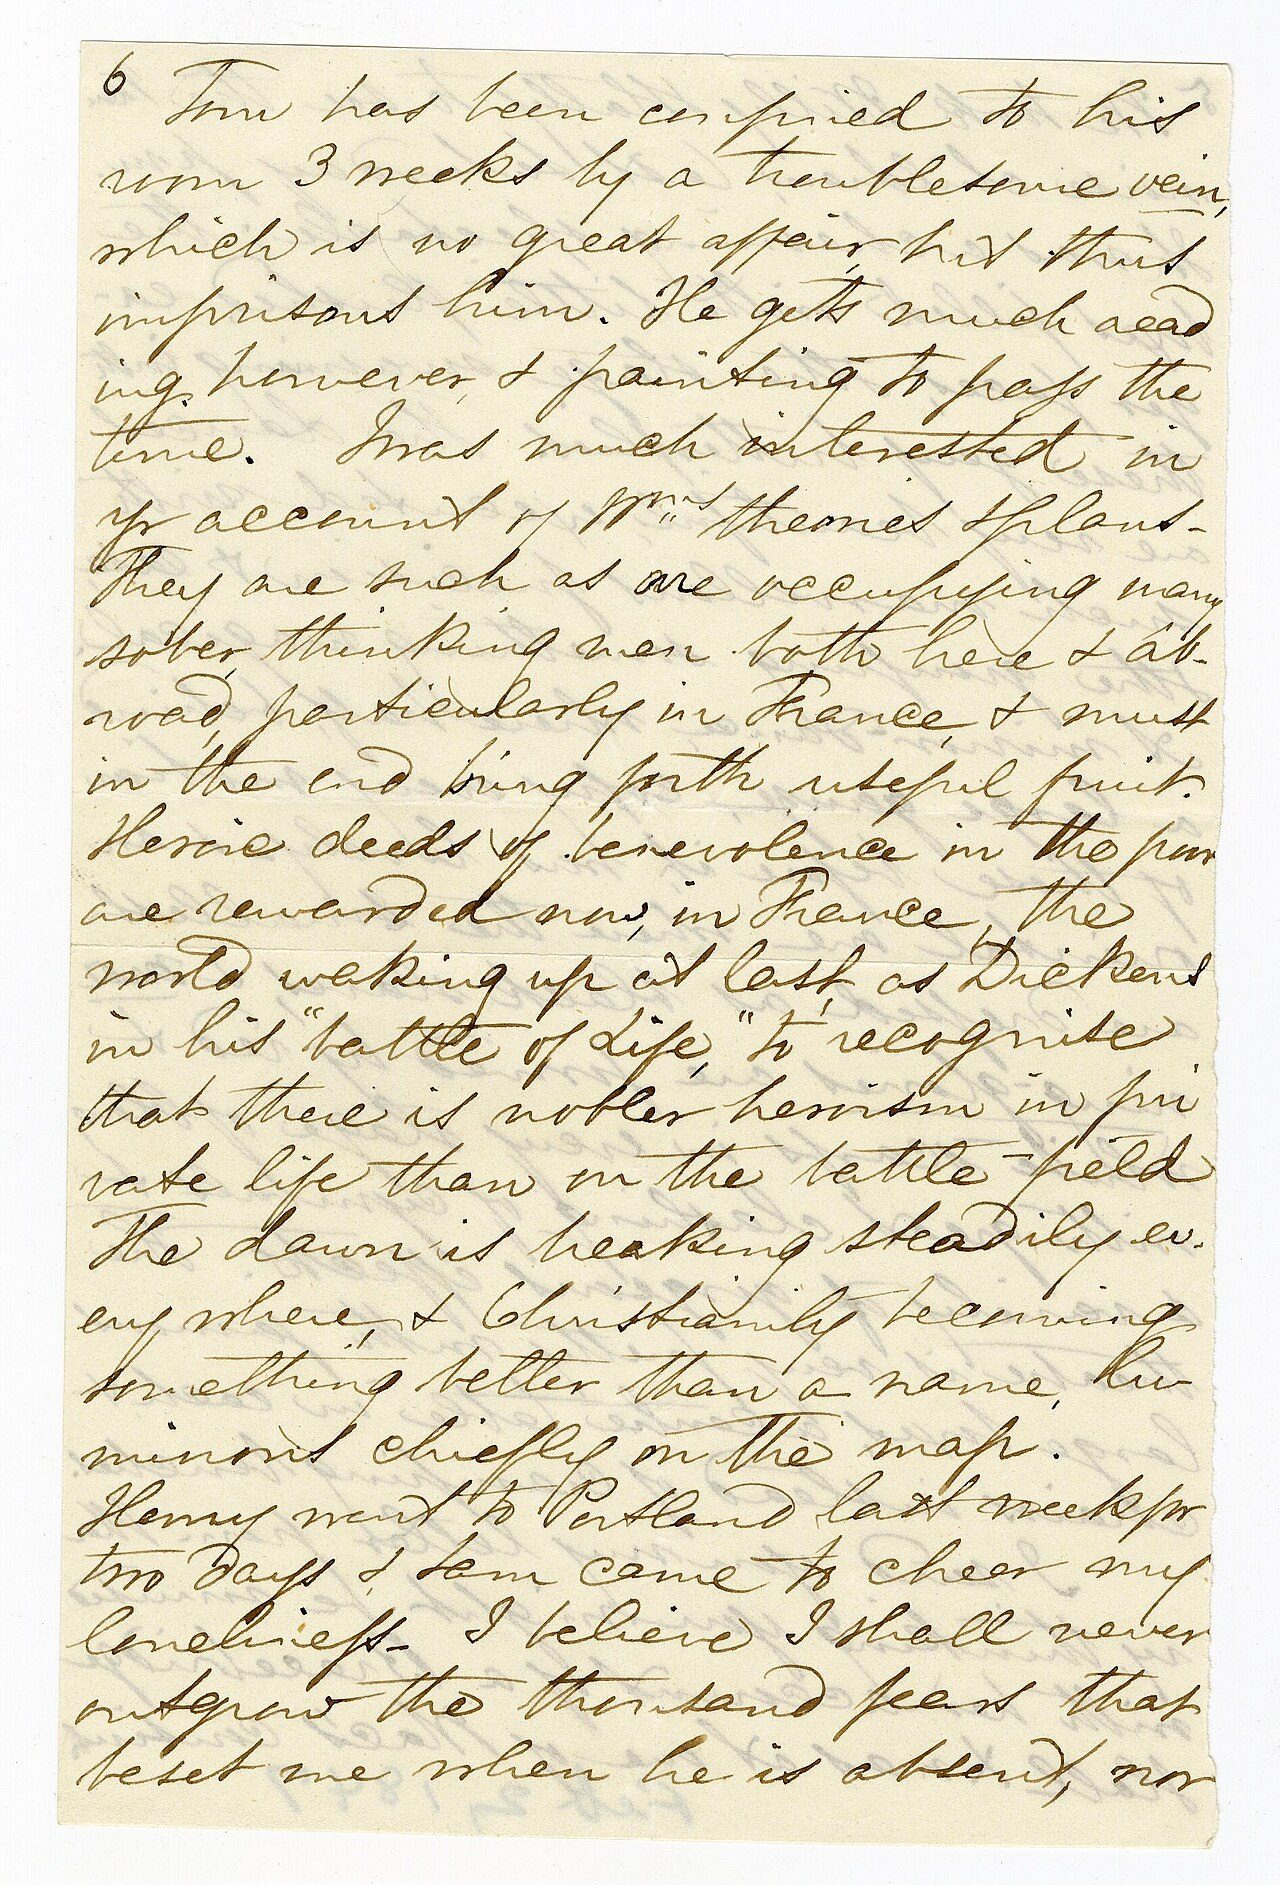 6 Tom has been confined to his
room 3 weeks by a troublesome vein,
which is no great affair, but thus
imprisons him. He gets much read
ing, however, & painting to pass the
time. I was much interested in
yr account of Wm's theories & plans -
They are such as are occupying many
sober, thinking men both here & ab-
road, particularly in France, & must
in the end bring forth useful fruit.
Heroic deeds of benevolence in the poor
are rewarded now, in France, the
world waking up at last, as Dickens
in his "battle of Life," to recognise
that there is nobler heroism in pri
vate life than on the battle-field
The dawn is breaking steadily ev-
ery where, & Christianity becoming
something better than a name, lu
minous chiefly on the map.
Henry went to Portland last week for
two days & Sam came to cheer my
loneliness - I believe I shall never
outgrow the thousand fears that
beset me when he is absent, nor